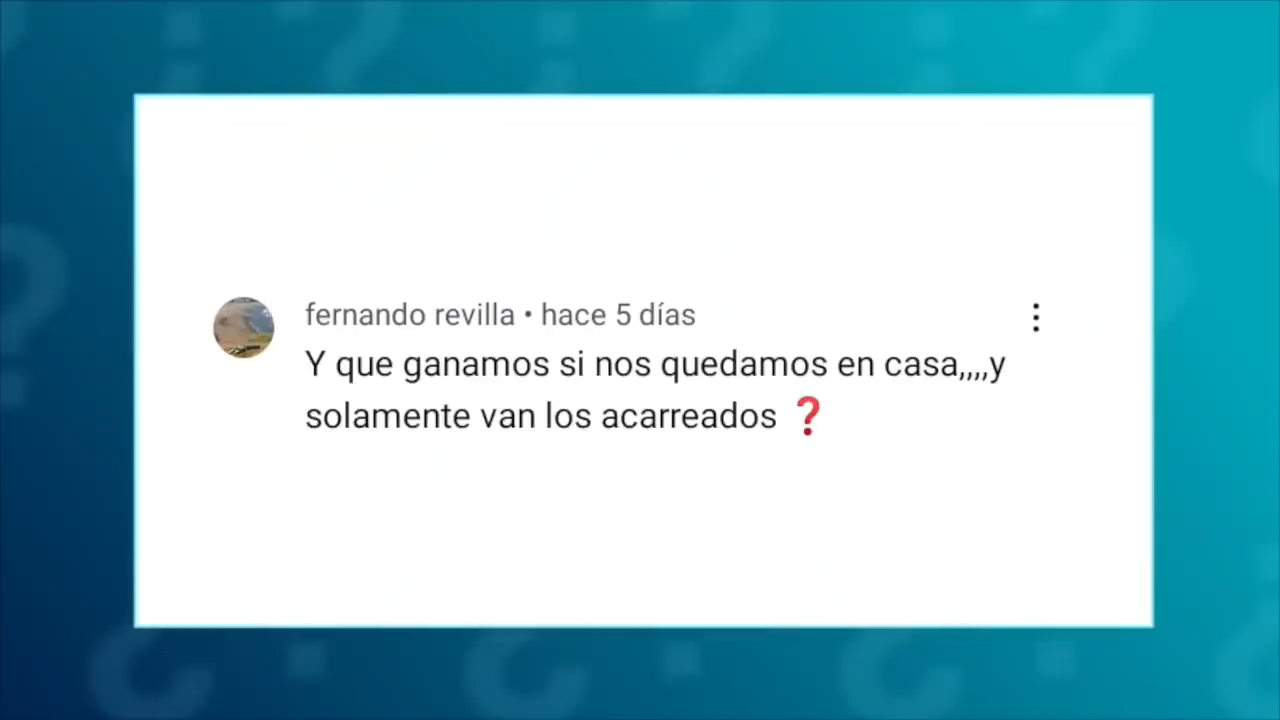 fernando revilla • hace 5 días
Y que ganamos si nos quedamos en casa,,,,y
solamente van los acarreados ❓